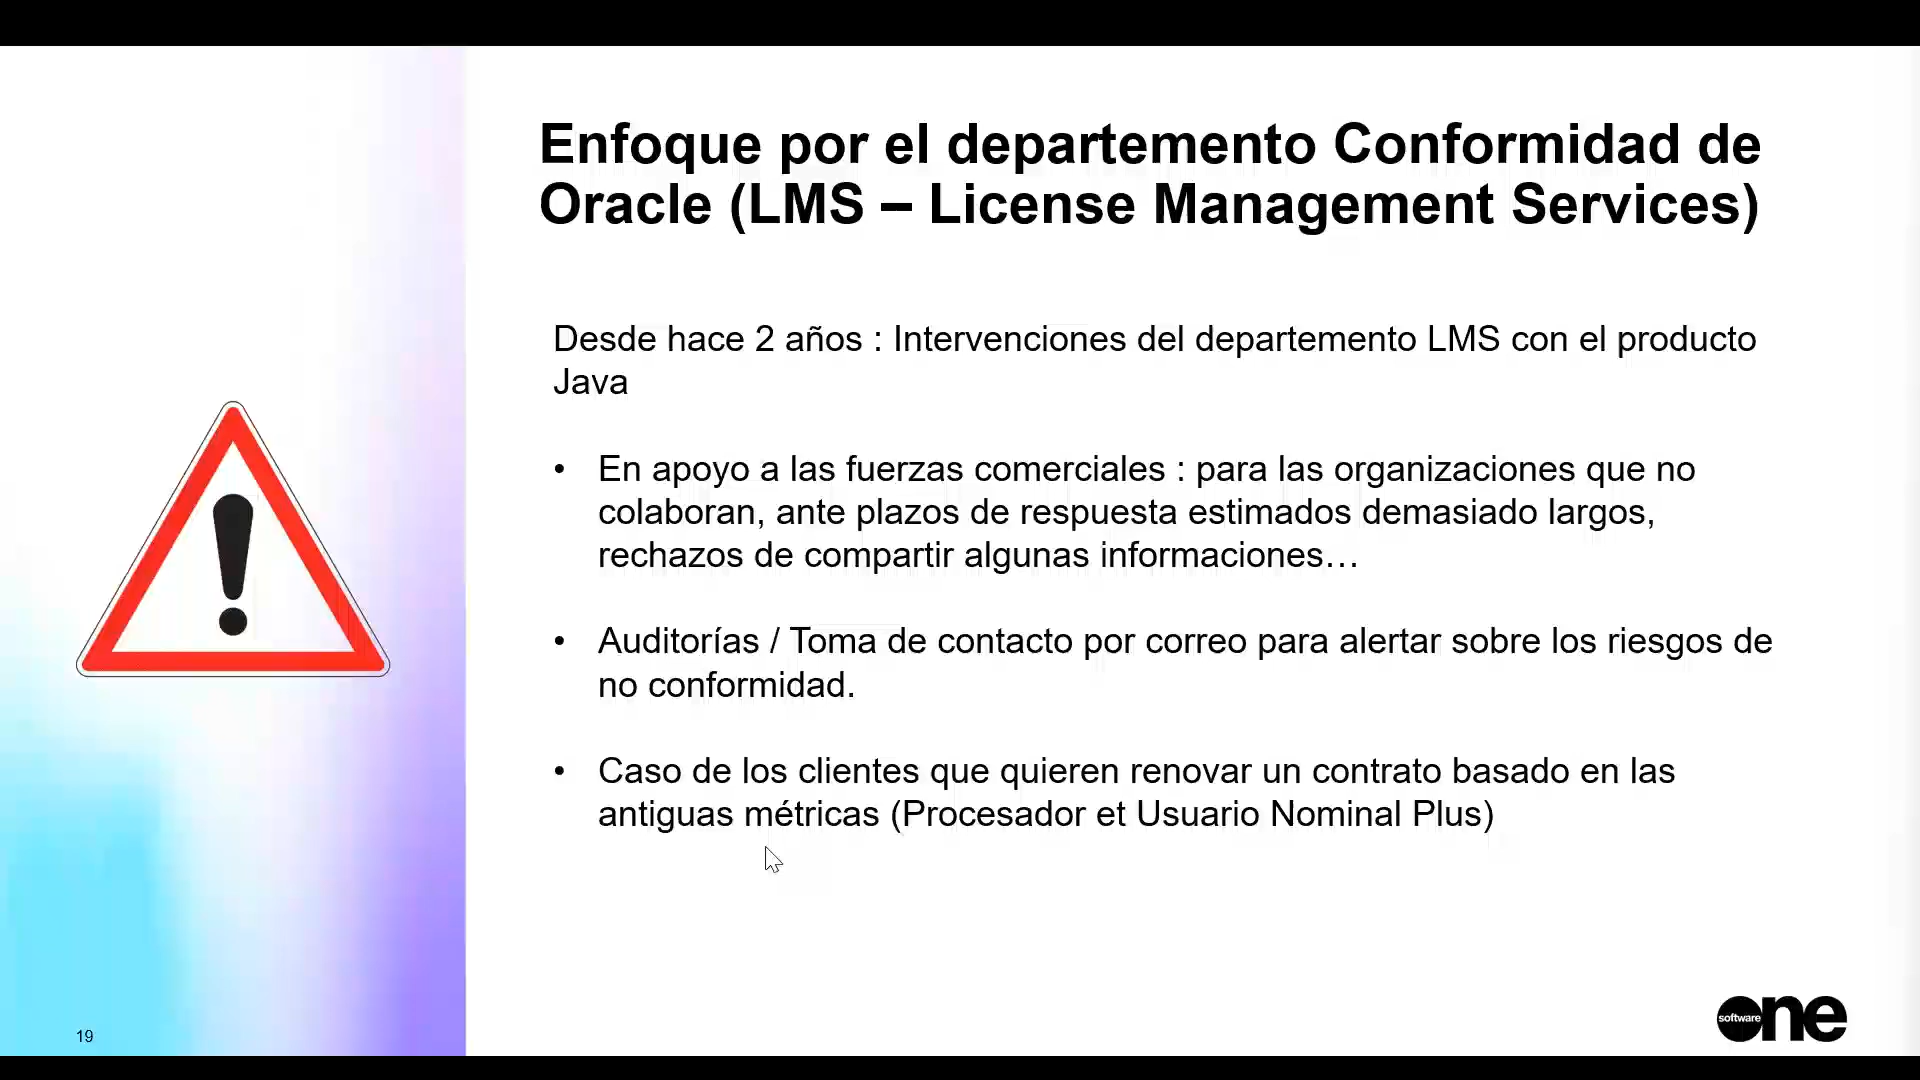 Enfoque por el departemento Conformidad de
Oracle (LMS – License Management Services)
Desde hace 2 años : Intervenciones del departemento LMS con el producto
Java
• En apoyo a las fuerzas comerciales : para las organizaciones que no
colaboran, ante plazos de respuesta estimados demasiado largos,
rechazos de compartir algunas informaciones…
• Auditorías / Toma de contacto por correo para alertar sobre los riesgos de
no conformidad.
• Caso de los clientes que quieren renovar un contrato basado en las
antiguas métricas (Procesador et Usuario Nominal Plus)
19
software one